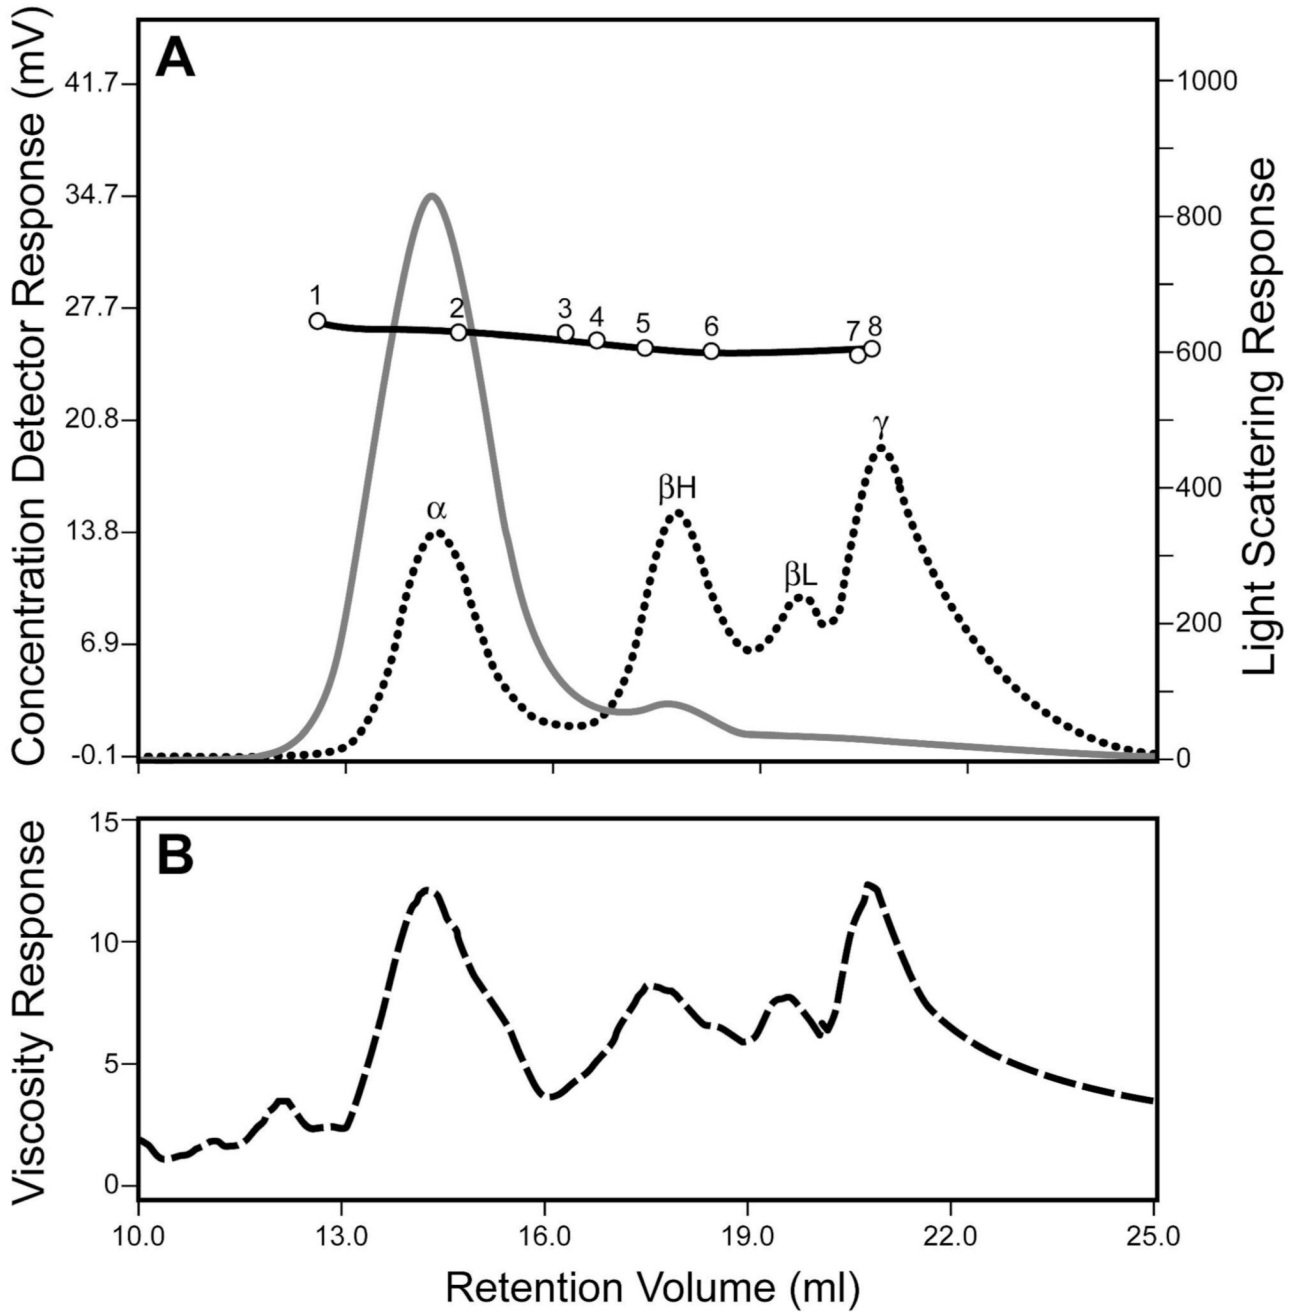 A
Concentration Detector Response (mV)
41.7
34.7
27.7
20.8
13.8
6.9
-0.1
1 2 3 4 5 6 7 8
α βH βL γ
1000
800
600
400
200
0
Light Scattering Response
B
Viscosity Response
15
10
5
0
10.0 13.0 16.0 19.0 22.0 25.0
Retention Volume (ml)